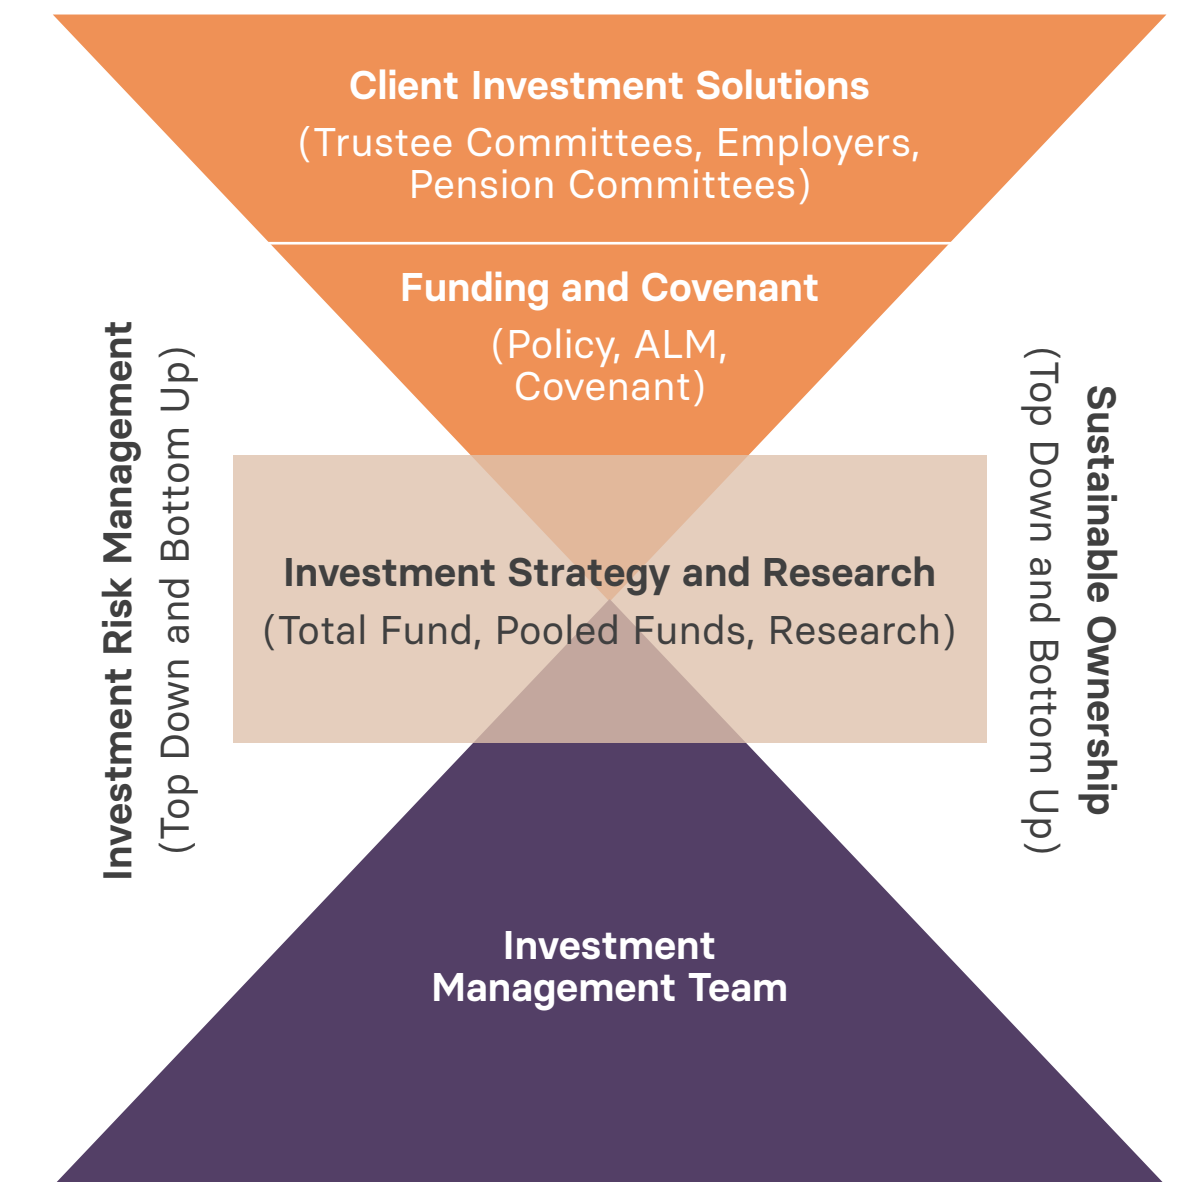 Client Investment Solutions
(Trustee Committees, Employers,
Pension Committees)
Funding and Covenant
(Policy, ALM,
Covenant)
Investment Risk Management
(Top Down and Bottom Up)
Investment Strategy and Research
(Total Fund, Pooled Funds, Research)
Sustainable Ownership
(Top Down and Bottom Up)
Investment
Management Team